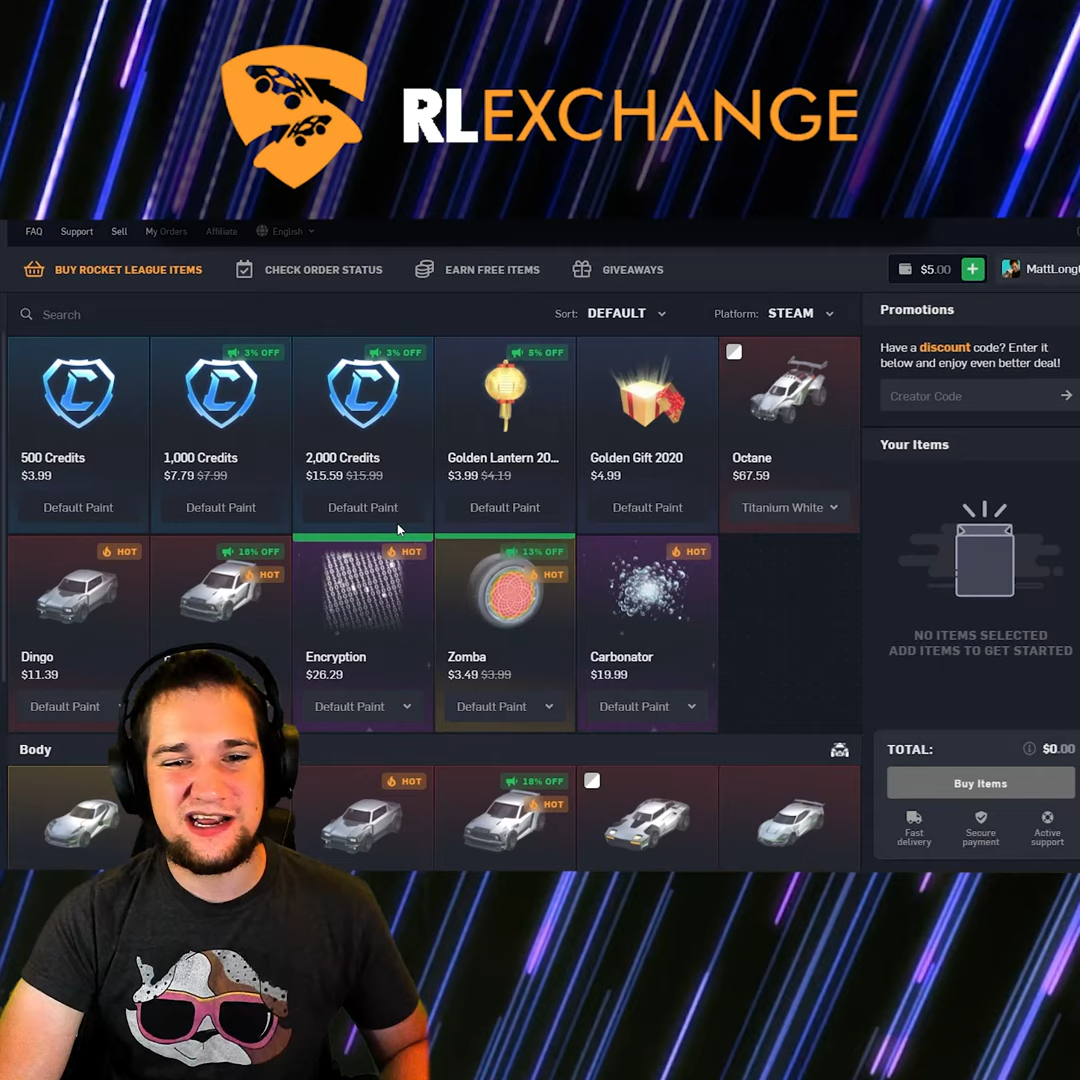 RLEXCHANGE
FAQ Support Sell My Orders Affiliate English
BUY ROCKET LEAGUE ITEMS CHECK ORDER STATUS EARN FREE ITEMS GIVEAWAYS $5.00
Search Sort: DEFAULT Platform: STEAM
3% OFF 3% OFF 5% OFF
500 Credits 1,000 Credits 2,000 Credits Golden Lantern 20... Golden Gift 2020 Octane
$3.99 $7.79 $7.99 $15.59 $15.99 $3.99 $4.19 $4.99 $67.59
Default Paint Default Paint Default Paint Default Paint Default Paint Titanium White
HOT 18% OFF HOT HOT 13% OFF HOT HOT
Dingo Encryption Zomba Carbonator
$11.39 $26.29 $3.49 $3.99 $19.99
Default Paint Default Paint Default Paint Default Paint
Body
HOT 18% OFF HOT
Promotions
Have a discount code? Enter it
below and enjoy even better deal!
Creator Code
Your Items
NO ITEMS SELECTED
ADD ITEMS TO GET STARTED
TOTAL: $0.00
Buy Items
Fast Secure Active
delivery payment support